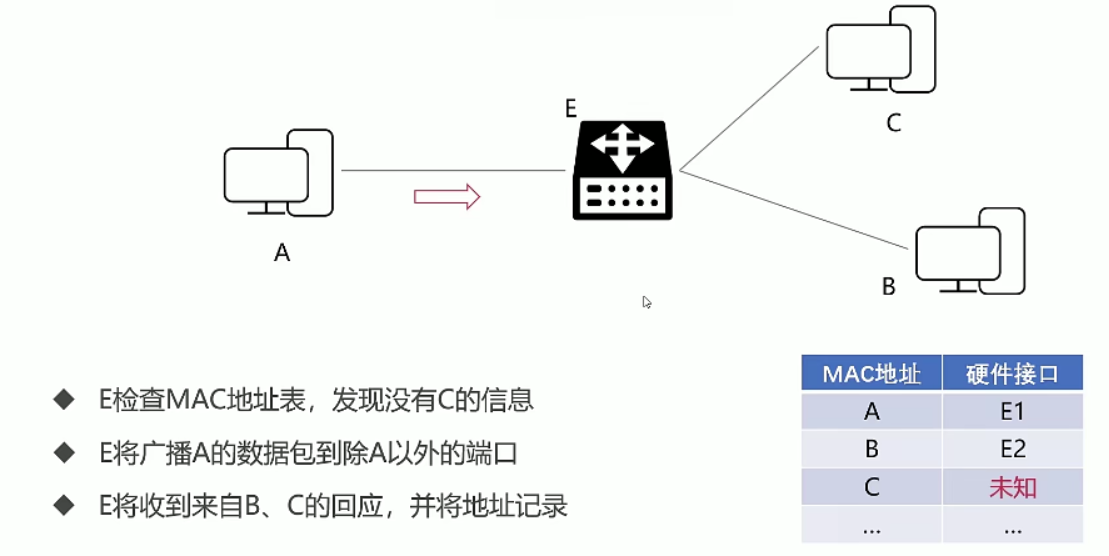 E
C
A
B
E检查MAC地址表，发现没有C的信息
E将广播A的数据包到除A以外的端口
E将收到来自B、C的回应，并将地址记录
MAC地址 硬件接口
A E1
B E2
C 未知
... ...